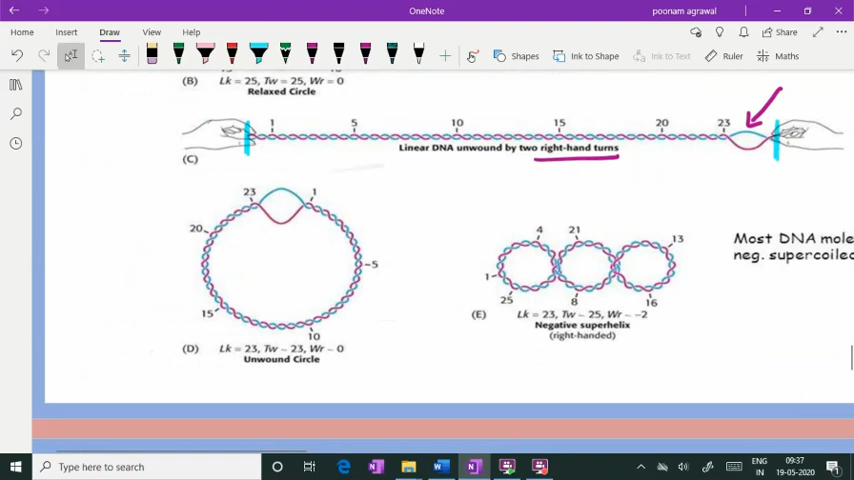 OneNote
poonam agrawal
Home
Insert
Draw
View
Help
Share
Shapes
Ink to Shape
Ink to Text
Ruler
Maths
(B)
Lk = 25, Tw = 25, Wr = 0
Relaxed Circle
1
5
10
15
20
23
(C)
Linear DNA unwound by two right-hand turns
23
1
20
5
15
10
(D)
Lk = 23, Tw ~ 23, Wr ~ 0
Unwound Circle
4
21
13
1
25
8
16
(E)
Lk = 23, Tw ~ 25, Wr ~ -2
Negative superhelix
(right-handed)
Most DNA mole
neg. supercoiled
Type here to search
ENG
IN
09:37
19-05-2020